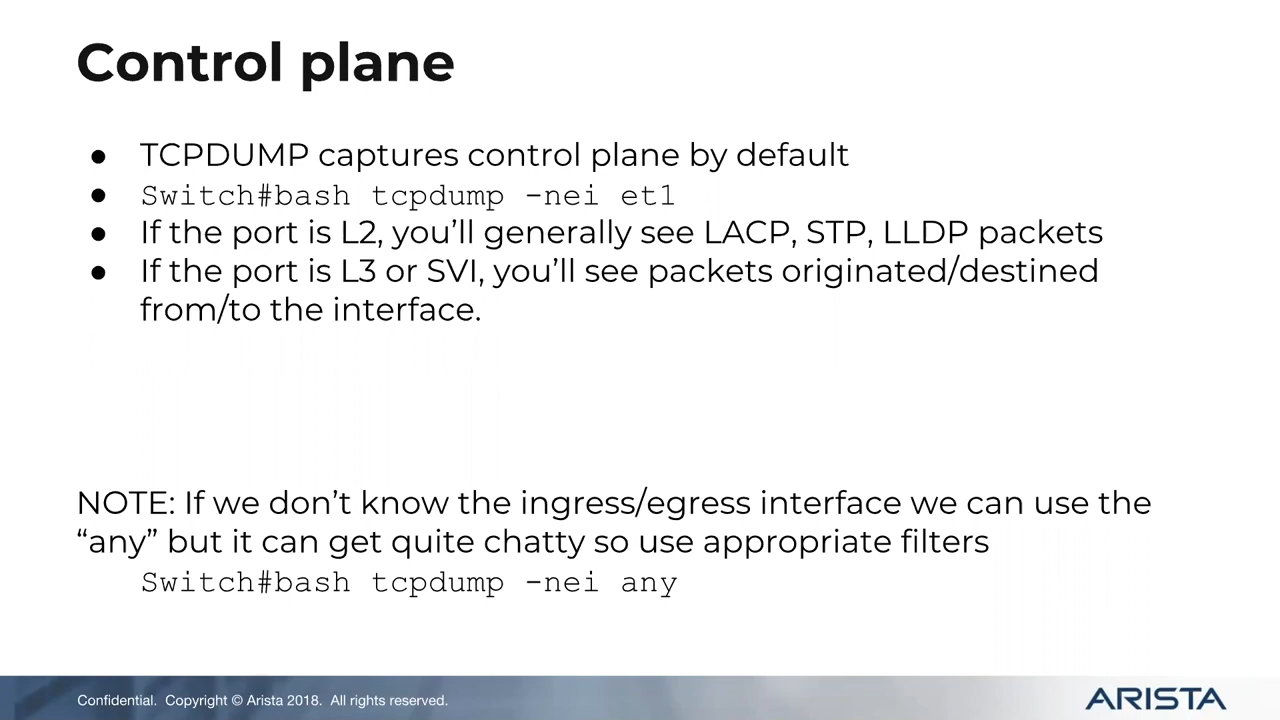 Control plane
● TCPDUMP captures control plane by default
● Switch#bash tcpdump -nei et1
● If the port is L2, you’ll generally see LACP, STP, LLDP packets
● If the port is L3 or SVI, you’ll see packets originated/destined
from/to the interface.
NOTE: If we don’t know the ingress/egress interface we can use the
“any” but it can get quite chatty so use appropriate filters
Switch#bash tcpdump -nei any
Confidential. Copyright © Arista 2018. All rights reserved.
ARISTA